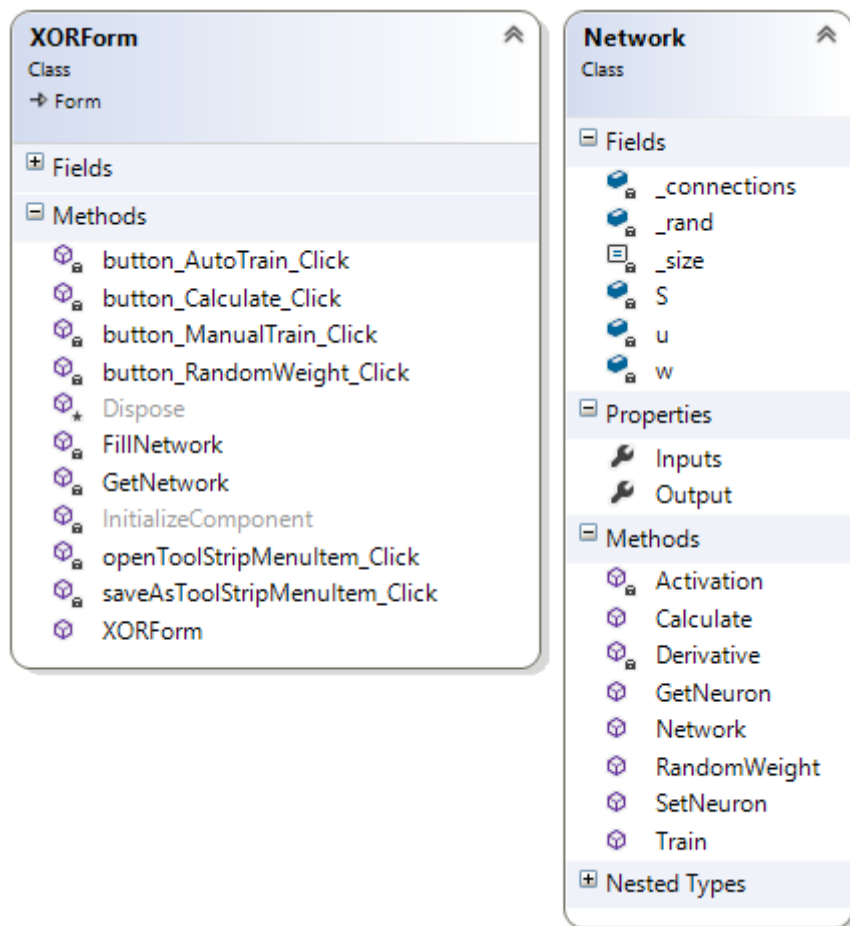 XORForm
Class
Form
Fields
Methods
button_AutoTrain_Click
button_Calculate_Click
button_ManualTrain_Click
button_RandomWeight_Click
Dispose
FillNetwork
GetNetwork
InitializeComponent
openToolStripMenuItem_Click
saveAsToolStripMenuItem_Click
XORForm
Network
Class
Fields
_connections
_rand
_size
S
u
w
Properties
Inputs
Output
Methods
Activation
Calculate
Derivative
GetNeuron
Network
RandomWeight
SetNeuron
Train
Nested Types